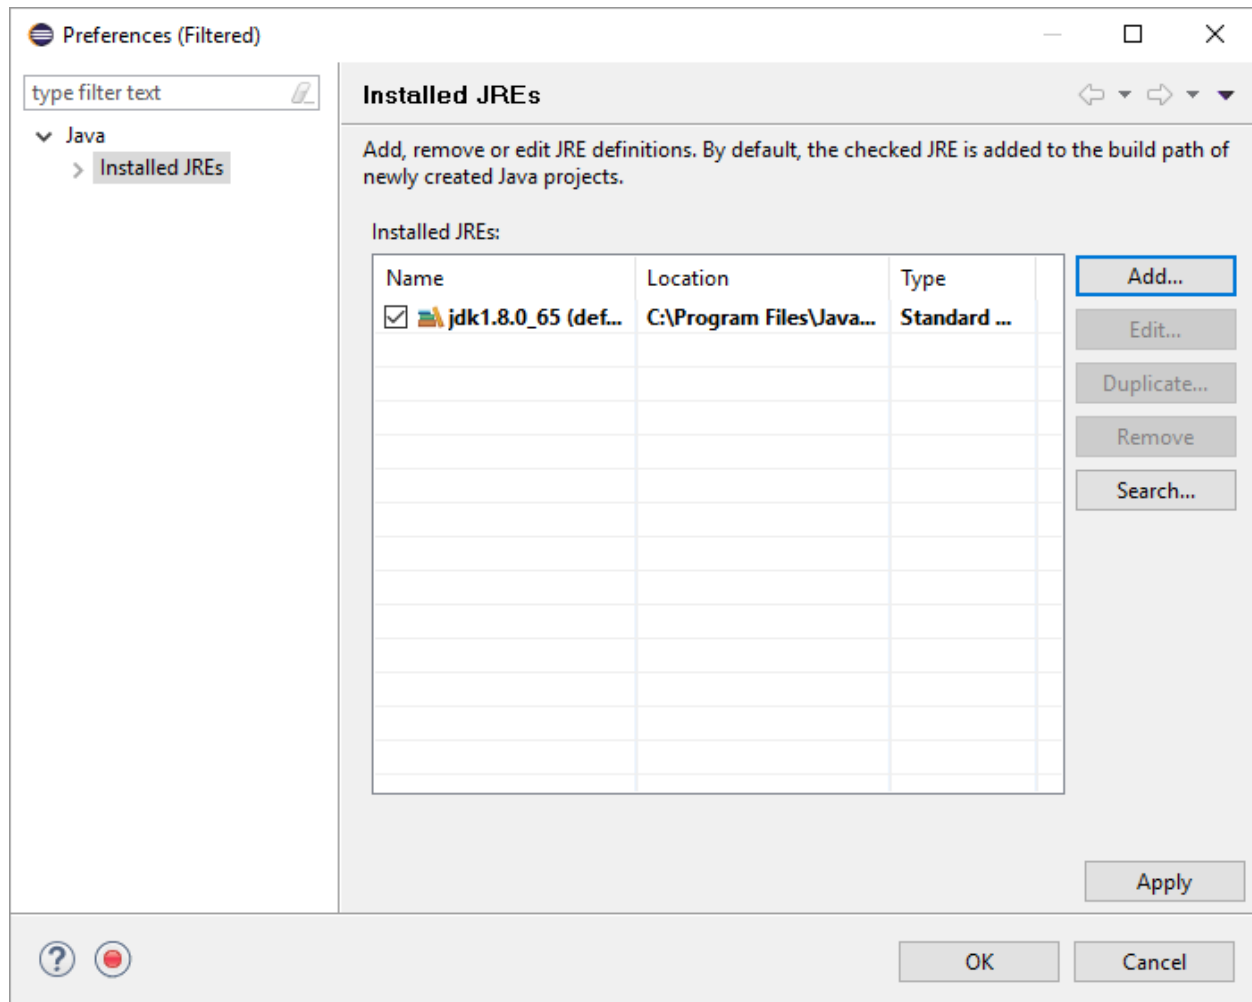 Preferences (Filtered)
type filter text
Java
Installed JREs
Installed JREs
Add, remove or edit JRE definitions. By default, the checked JRE is added to the build path of
newly created Java projects.
Installed JREs:
Name Location Type
jdk1.8.0_65 (def... C:\Program Files\Java... Standard ...
Add...
Edit...
Duplicate...
Remove
Search...
Apply
OK Cancel